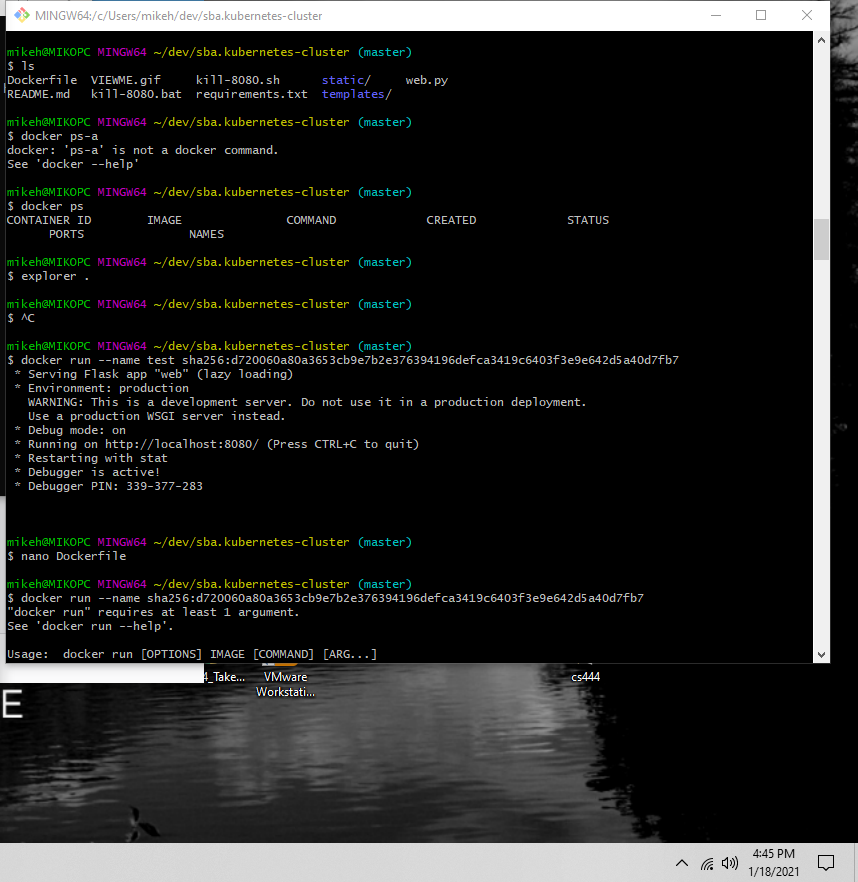 MINGW64:/c/Users/mikeh/dev/sba.kubernetes-cluster
mikeh@MIKOPC MINGW64 ~/dev/sba.kubernetes-cluster (master)
$ ls
Dockerfile  VIEWME.gif     kill-8080.sh      static/     web.py
README.md   kill-8080.bat  requirements.txt  templates/
mikeh@MIKOPC MINGW64 ~/dev/sba.kubernetes-cluster (master)
$ docker ps-a
docker: 'ps-a' is not a docker command.
See 'docker --help'
mikeh@MIKOPC MINGW64 ~/dev/sba.kubernetes-cluster (master)
$ docker ps
CONTAINER ID        IMAGE               COMMAND             CREATED             STATUS
      PORTS               NAMES
mikeh@MIKOPC MINGW64 ~/dev/sba.kubernetes-cluster (master)
$ explorer .
mikeh@MIKOPC MINGW64 ~/dev/sba.kubernetes-cluster (master)
$ ^C
mikeh@MIKOPC MINGW64 ~/dev/sba.kubernetes-cluster (master)
$ docker run --name test sha256:d720060a80a3653cb9e7b2e376394196defca3419c6403f3e9e642d5a40d7fb7
 * Serving Flask app "web" (lazy loading)
 * Environment: production
   WARNING: This is a development server. Do not use it in a production deployment.
   Use a production WSGI server instead.
 * Debug mode: on
 * Running on http://localhost:8080/ (Press CTRL+C to quit)
 * Restarting with stat
 * Debugger is active!
 * Debugger PIN: 339-377-283
mikeh@MIKOPC MINGW64 ~/dev/sba.kubernetes-cluster (master)
$ nano Dockerfile
mikeh@MIKOPC MINGW64 ~/dev/sba.kubernetes-cluster (master)
$ docker run --name sha256:d720060a80a3653cb9e7b2e376394196defca3419c6403f3e9e642d5a40d7fb7
"docker run" requires at least 1 argument.
See 'docker run --help'.
Usage:  docker run [OPTIONS] IMAGE [COMMAND] [ARG...]
4_Take...
VMware
Workstati...
cs444
E
4:45 PM
1/18/2021